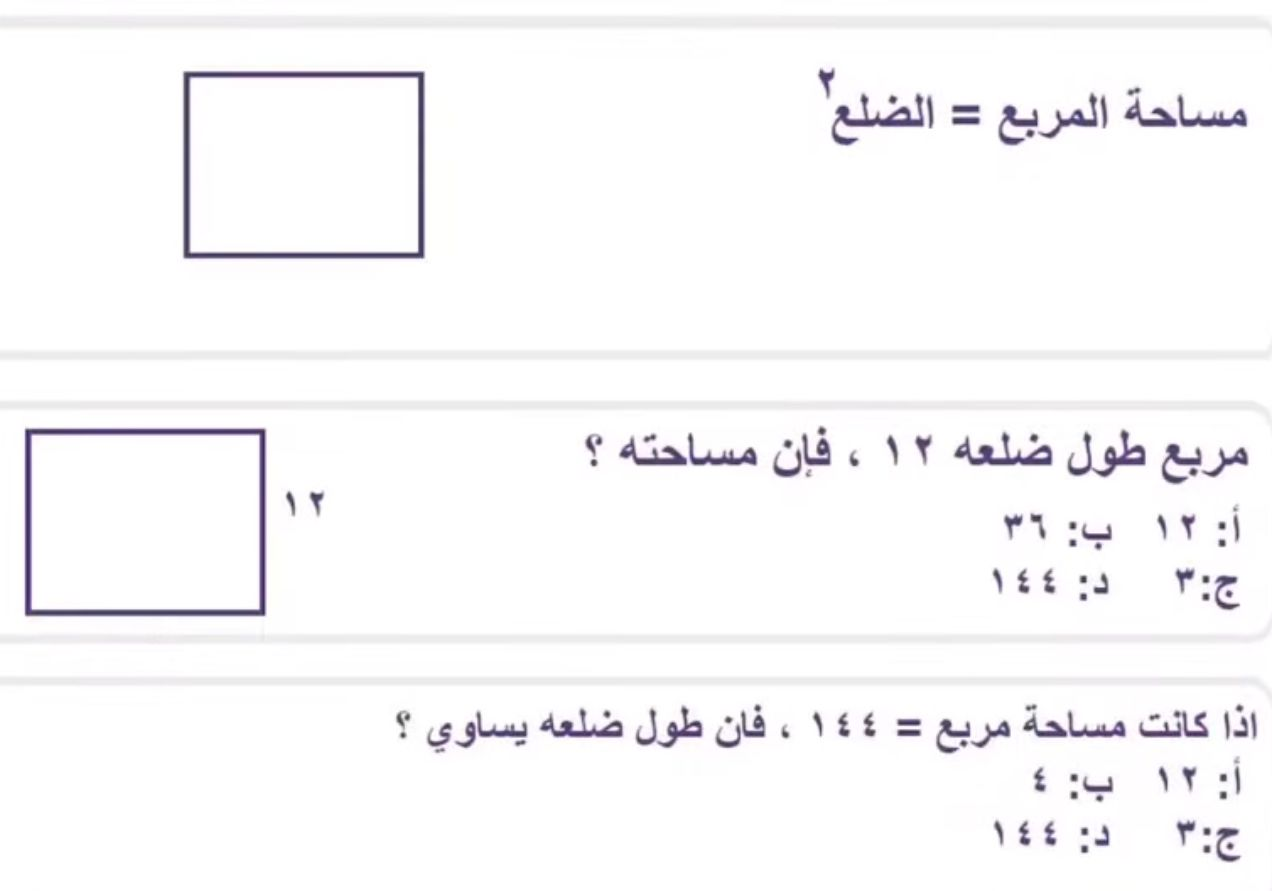 مساحة المربع = الضلع٢
مربع طول ضلعه ١٢ ، فإن مساحته ؟
١٢
أ: ١٢ ب: ٣٦
ج:٣ د: ١٤٤
اذا كانت مساحة مربع = ١٤٤ ، فان طول ضلعه يساوي ؟
أ: ١٢ ب: ٤
ج:٣ د: ١٤٤